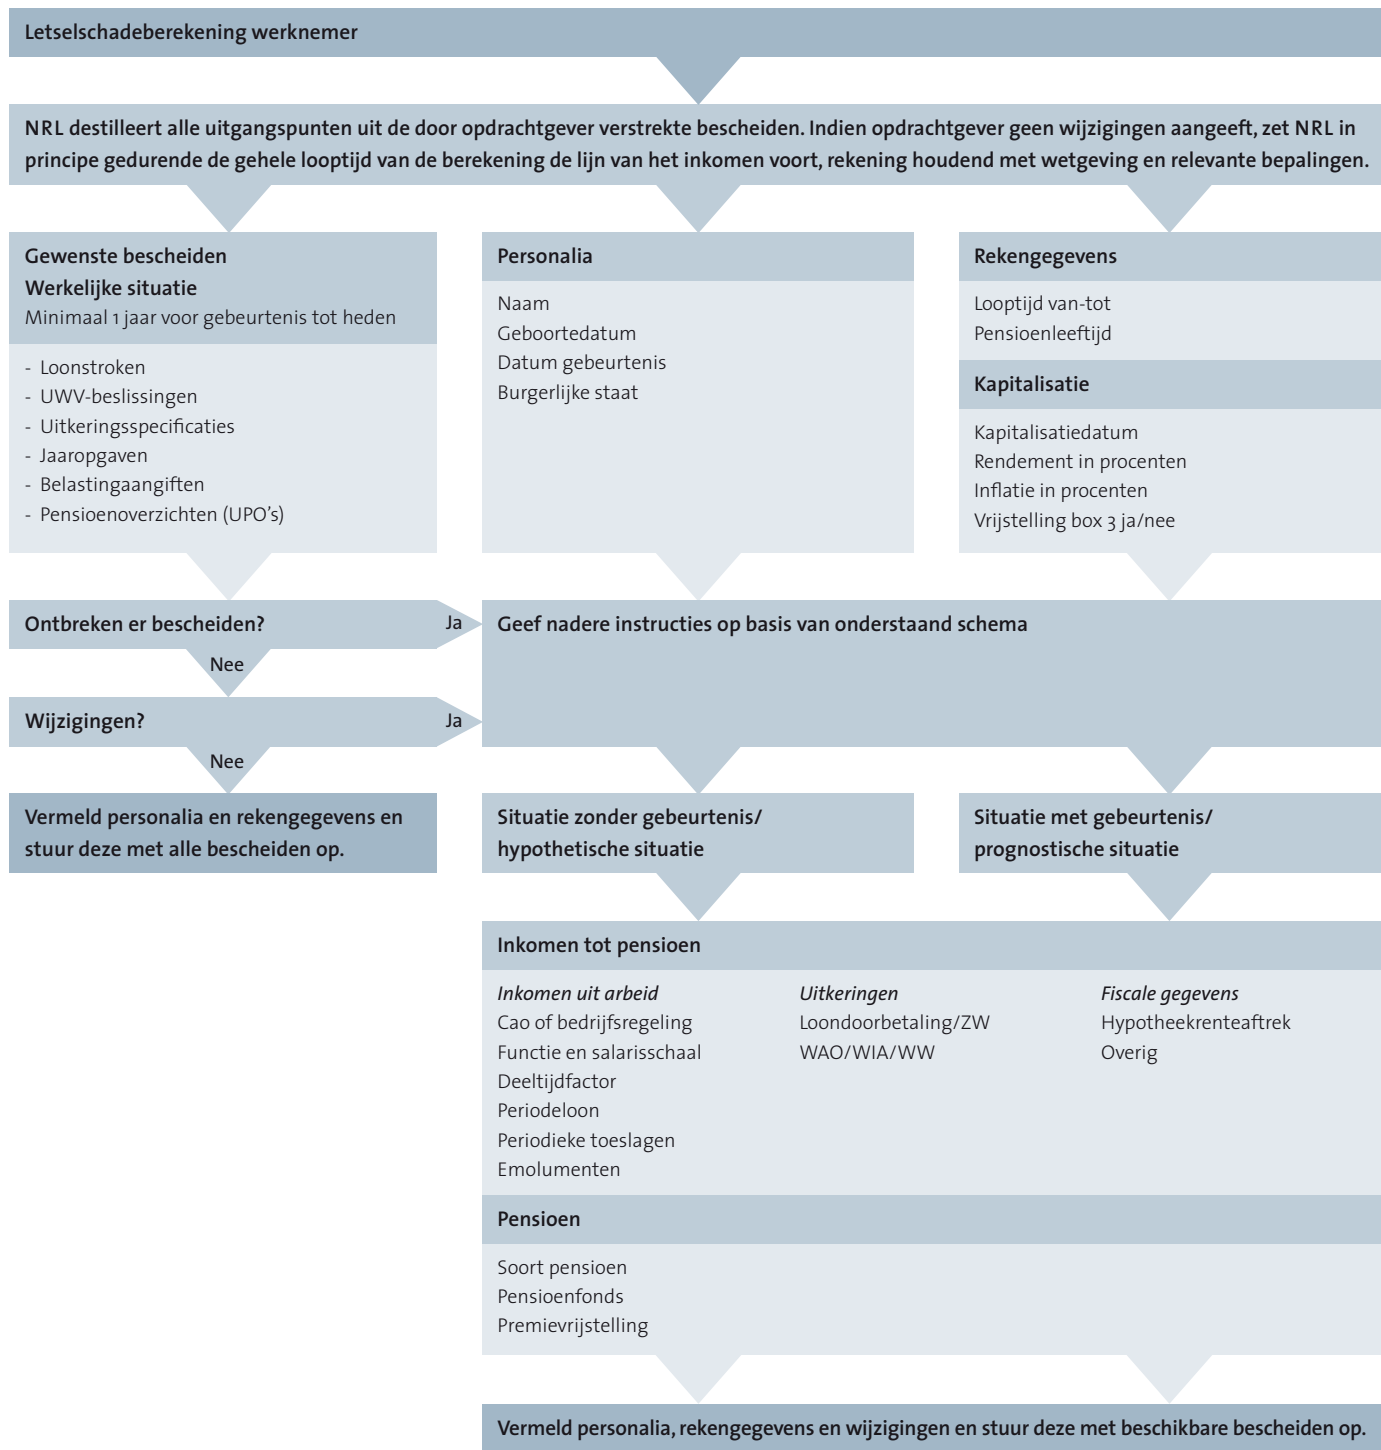 Letselschadeberekening werknemer
NRL destilleert alle uitgangspunten uit de door opdrachtgever verstrekte bescheiden. Indien opdrachtgever geen wijzigingen aangeeft, zet NRL in
principe gedurende de gehele looptijd van de berekening de lijn van het inkomen voort, rekening houdend met wetgeving en relevante bepalingen.
Gewenste bescheiden
Werkelijke situatie
Minimaal 1 jaar voor gebeurtenis tot heden
- Loonstroken
- UWV-beslissingen
- Uitkeringsspecificaties
- Jaaropgaven
- Belastingaangiften
- Pensioenoverzichten (UPO's)
Personalia
Naam
Geboortedatum
Datum gebeurtenis
Burgerlijke staat
Rekengegevens
Looptijd van-tot
Pensioenleeftijd
Kapitalisatie
Kapitalisatiedatum
Rendement in procenten
Inflatie in procenten
Vrijstelling box 3 ja/nee
Ontbreken er bescheiden?
Ja
Nee
Geef nadere instructies op basis van onderstaand schema
Wijzigingen?
Ja
Nee
Vermeld personalia en rekengegevens en
stuur deze met alle bescheiden op.
Situatie zonder gebeurtenis/
hypothetische situatie
Situatie met gebeurtenis/
prognostische situatie
Inkomen tot pensioen
Inkomen uit arbeid
Cao of bedrijfsregeling
Functie en salarisschaal
Deeltijdfactor
Periodeloon
Periodieke toeslagen
Emolumenten
Uitkeringen
Loondoorbetaling/ZW
WAO/WIA/WW
Fiscale gegevens
Hypotheekrenteaftrek
Overig
Pensioen
Soort pensioen
Pensioenfonds
Premievrijstelling
Vermeld personalia, rekengegevens en wijzigingen en stuur deze met beschikbare bescheiden op.